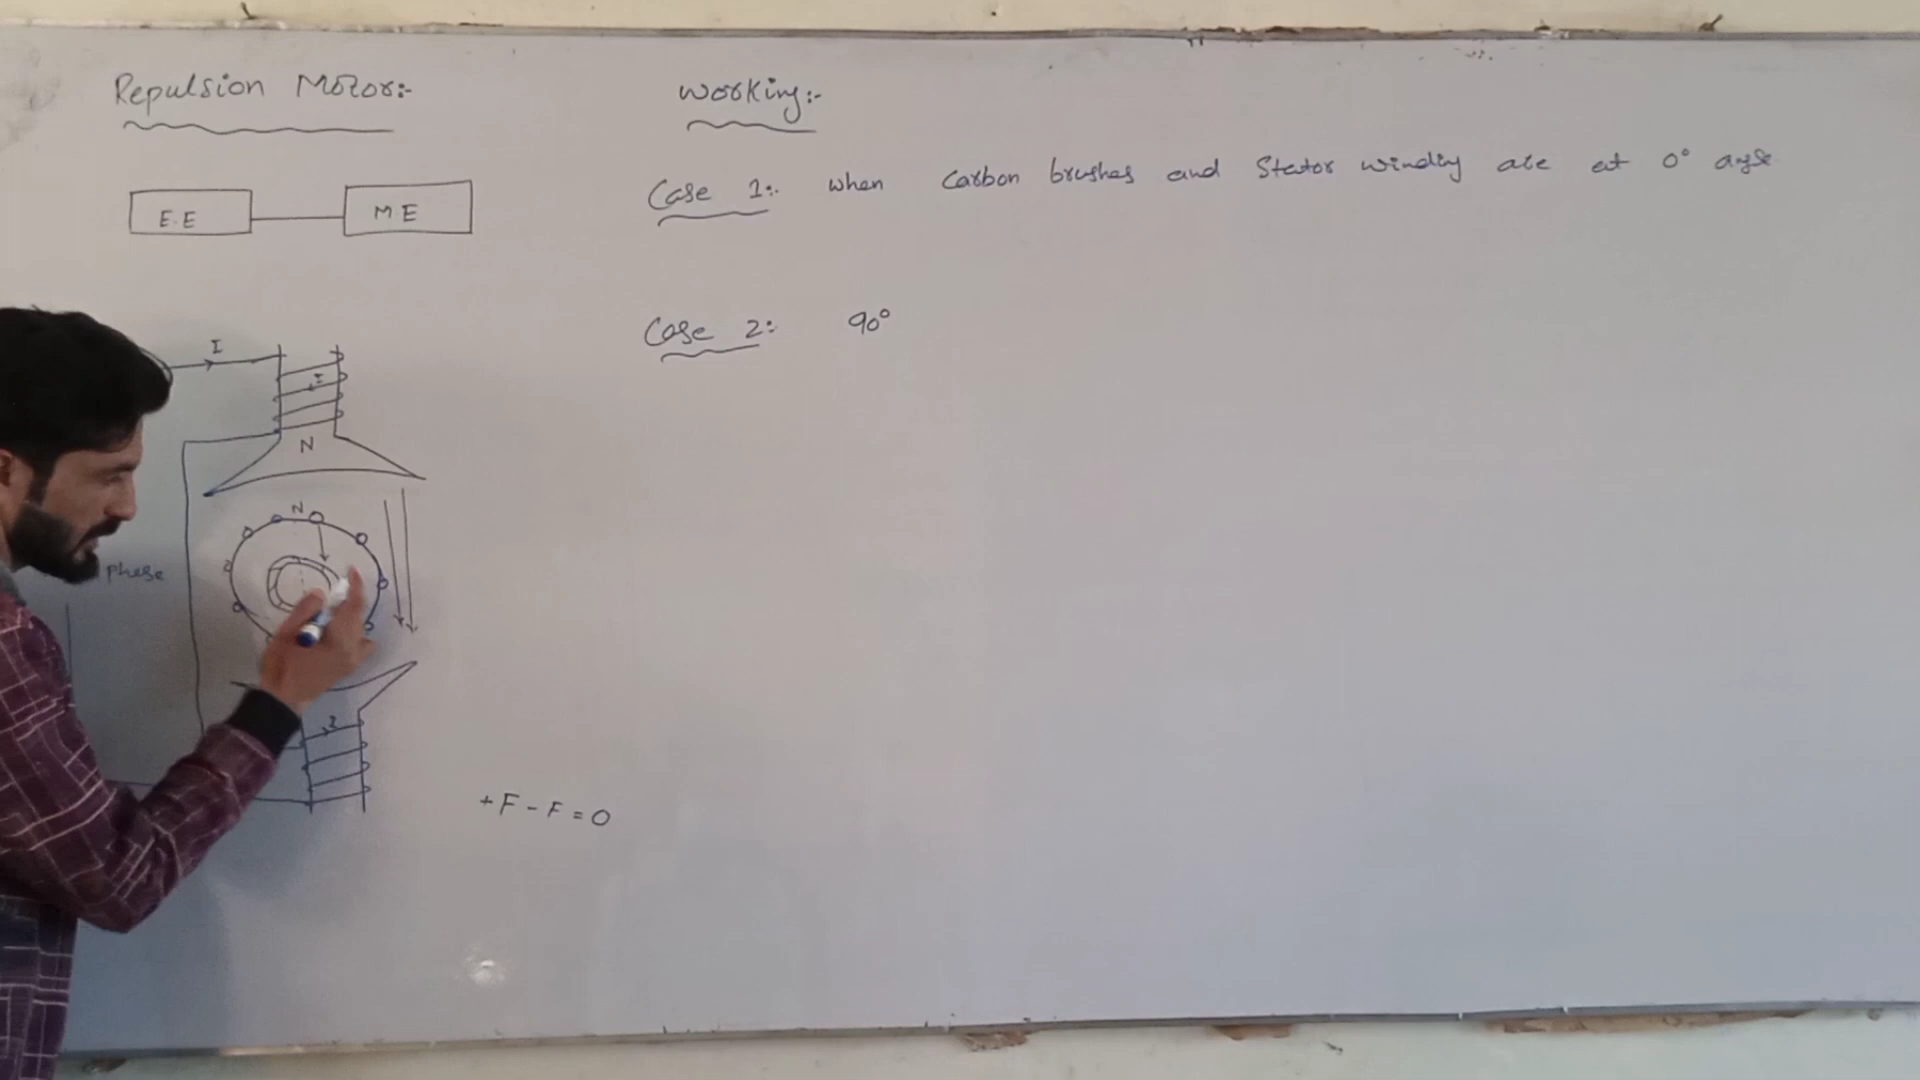 Repulsion Motor:-
E.E
M.E
I
I
N
N
phase
I
+F-F=0
Working:-
Case 1:- when Carbon brushes and Stator winding are at 0° angle
Case 2: 90°